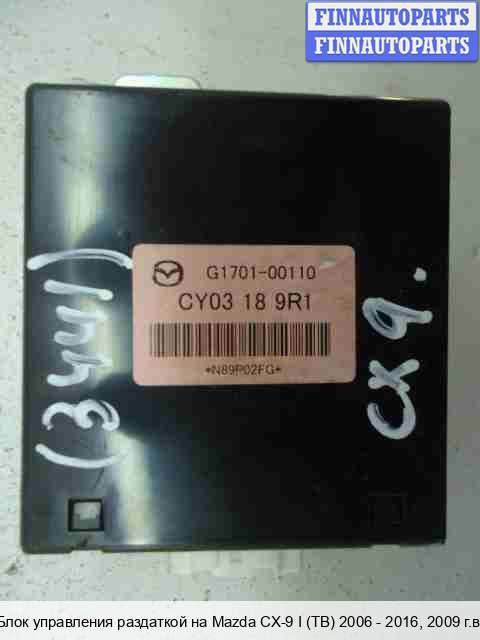 FINNAUTOPARTS
FINNAUTOPARTS
G1701-00110
CY03 18 9R1
*N89P02FG*
CX9.
Блок управления раздаткой на Mazda CX-9 I (TB) 2006 - 2016, 2009 г.в